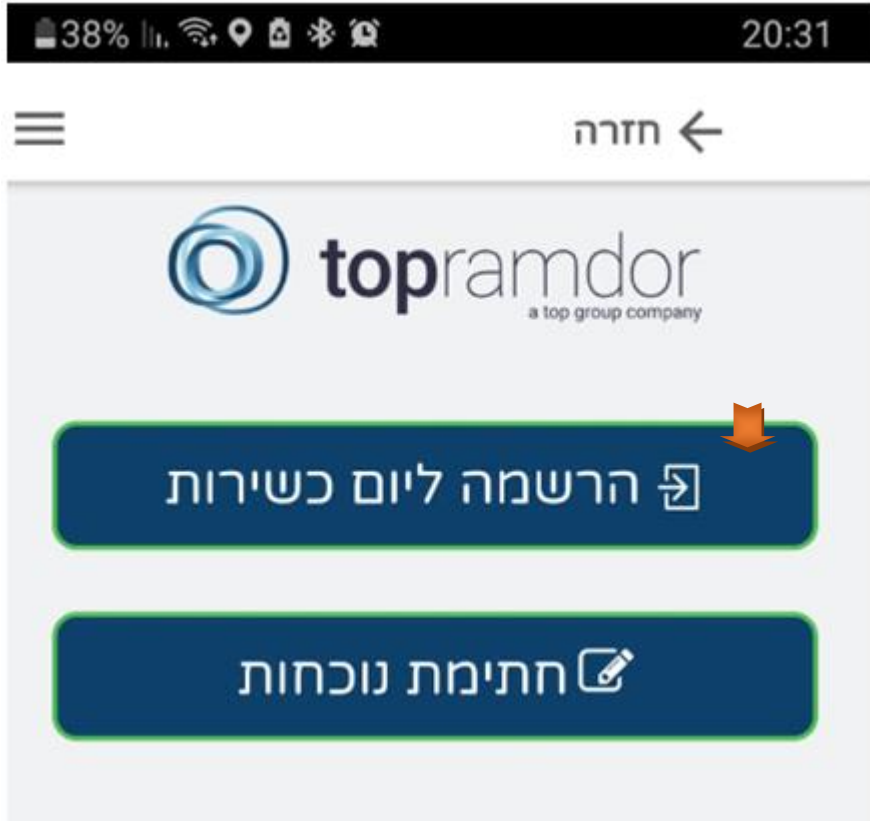 38% 20:31
חזרה
topramdor
a top group company
הרשמה ליום כשירות
חתימת נוכחות